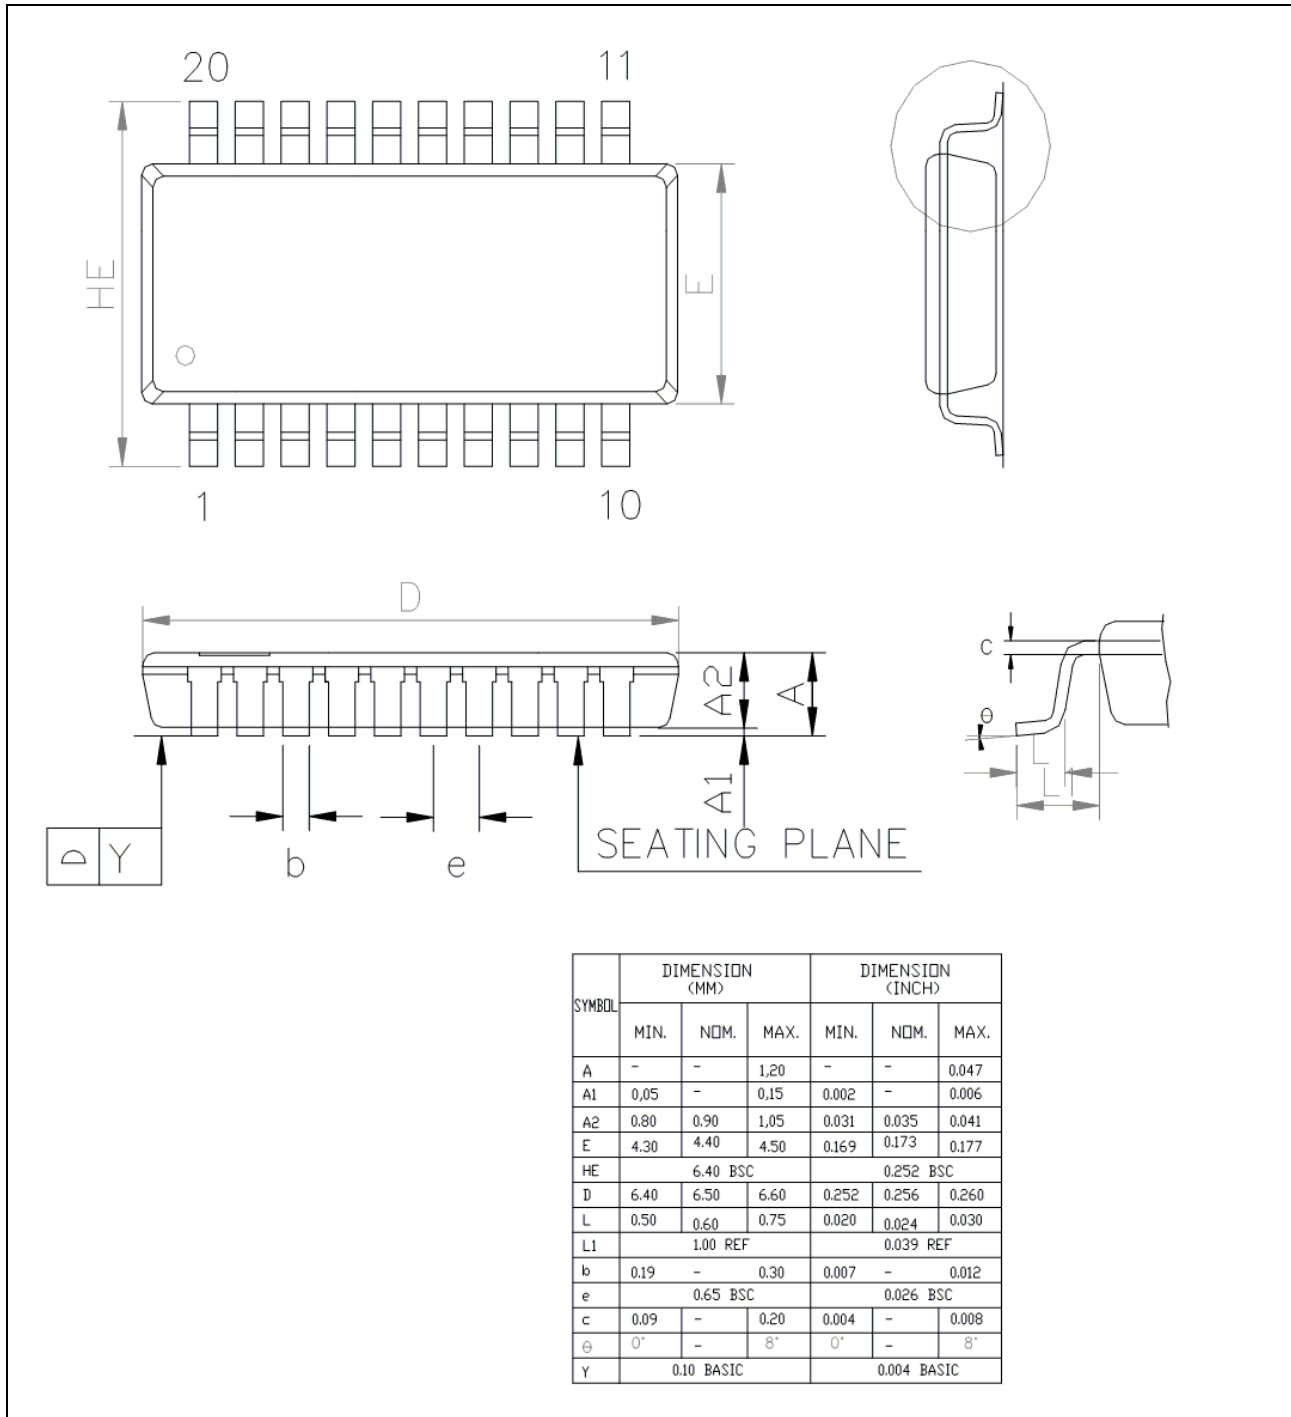 20 11
HE
E
1 10
D
A2
A
A1
C
θ
L
L
⌓ Y
b
e
SEATING PLANE
SYMBOL DIMENSION (MM) DIMENSION (INCH)
MIN. NOM. MAX. MIN. NOM. MAX.
A - - 1,20 - - 0.047
A1 0,05 - 0,15 0.002 - 0.006
A2 0.80 0.90 1,05 0.031 0.035 0.041
E 4.30 4.40 4.50 0.169 0.173 0.177
HE 6.40 BSC 0.252 BSC
D 6.40 6.50 6.60 0.252 0.256 0.260
L 0.50 0.60 0.75 0.020 0.024 0.030
L1 1.00 REF 0.039 REF
b 0.19 - 0.30 0.007 - 0.012
e 0.65 BSC 0.026 BSC
c 0.09 - 0.20 0.004 - 0.008
θ 0° - 8° 0° - 8°
Y 0.10 BASIC 0.004 BASIC